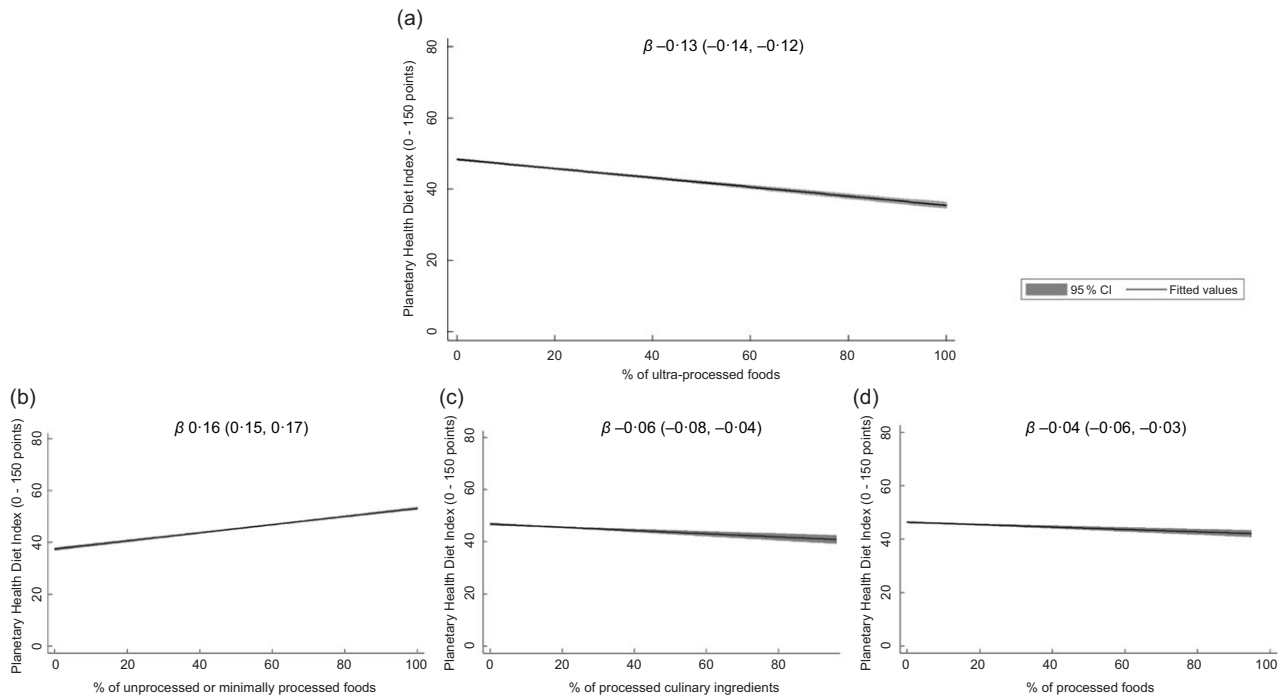 (a)
β –0·13 (–0·14, –0·12)
Planetary Health Diet Index (0 - 150 points)
80
60
40
20
0
0 20 40 60 80 100
% of ultra-processed foods
95 % CI Fitted values
(b)
β 0·16 (0·15, 0·17)
Planetary Health Diet Index (0 - 150 points)
80
60
40
20
0
0 20 40 60 80 100
% of unprocessed or minimally processed foods
(c)
β –0·06 (–0·08, –0·04)
Planetary Health Diet Index (0 - 150 points)
80
60
40
20
0
0 20 40 60 80
% of processed culinary ingredients
(d)
β –0·04 (–0·06, –0·03)
Planetary Health Diet Index (0 - 150 points)
80
60
40
20
0
0 20 40 60 80 100
% of processed foods